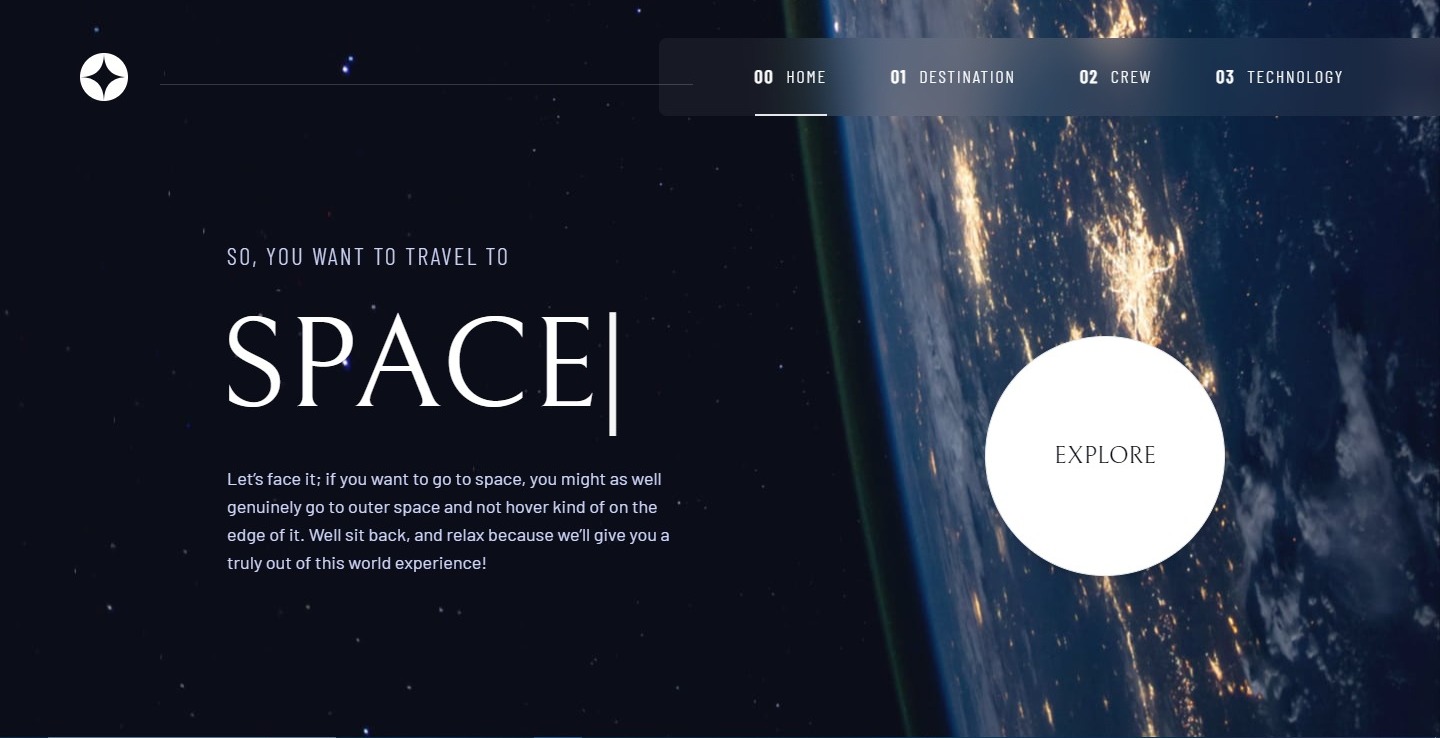 00 HOME 01 DESTINATION 02 CREW 03 TECHNOLOGY
SO, YOU WANT TO TRAVEL TO
SPACE|
Let’s face it; if you want to go to space, you might as well
genuinely go to outer space and not hover kind of on the
edge of it. Well sit back, and relax because we’ll give you a
truly out of this world experience!
EXPLORE